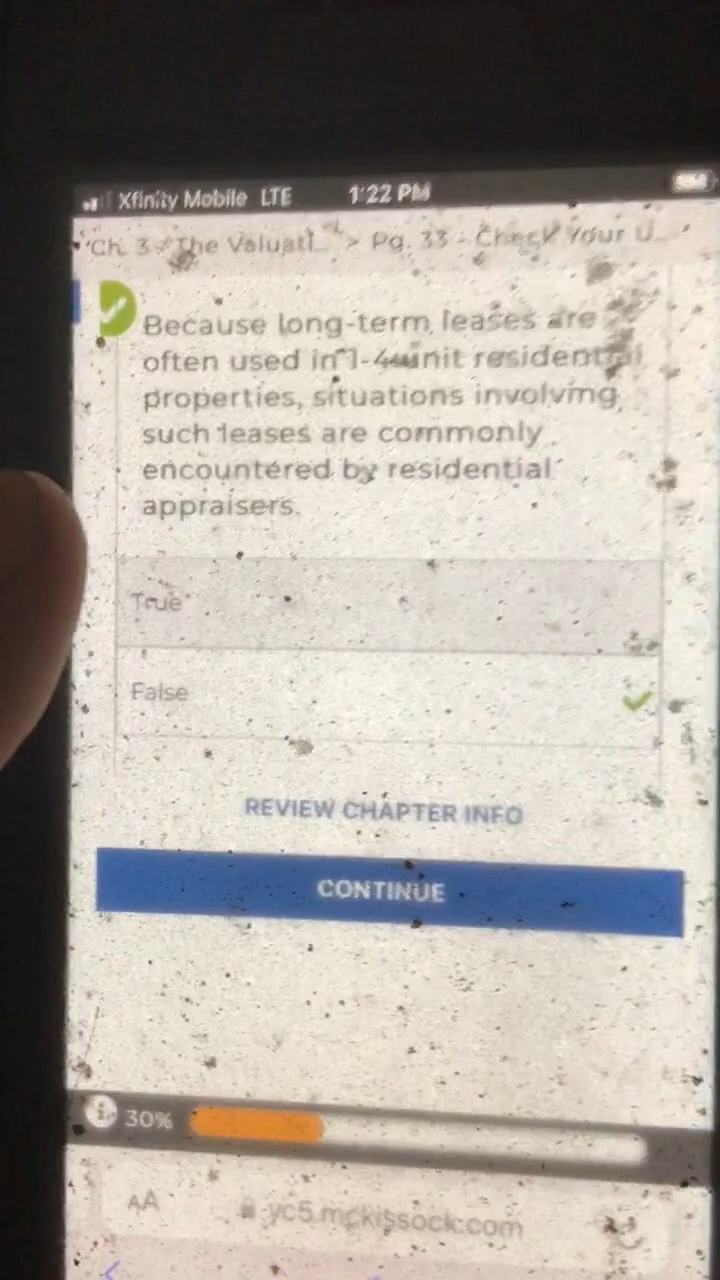 Xfinity Mobile LTE 1:22 PM
Ch. 3 - The Valuati... > Pg. 33 - Check Your U...
Because long-term leases are
often used in 1-4 unit residential
properties, situations involving
such leases are commonly
encountered by residential
appraisers.
True
False
REVIEW CHAPTER INFO
CONTINUE
30%
AA yc5.mckissock.com